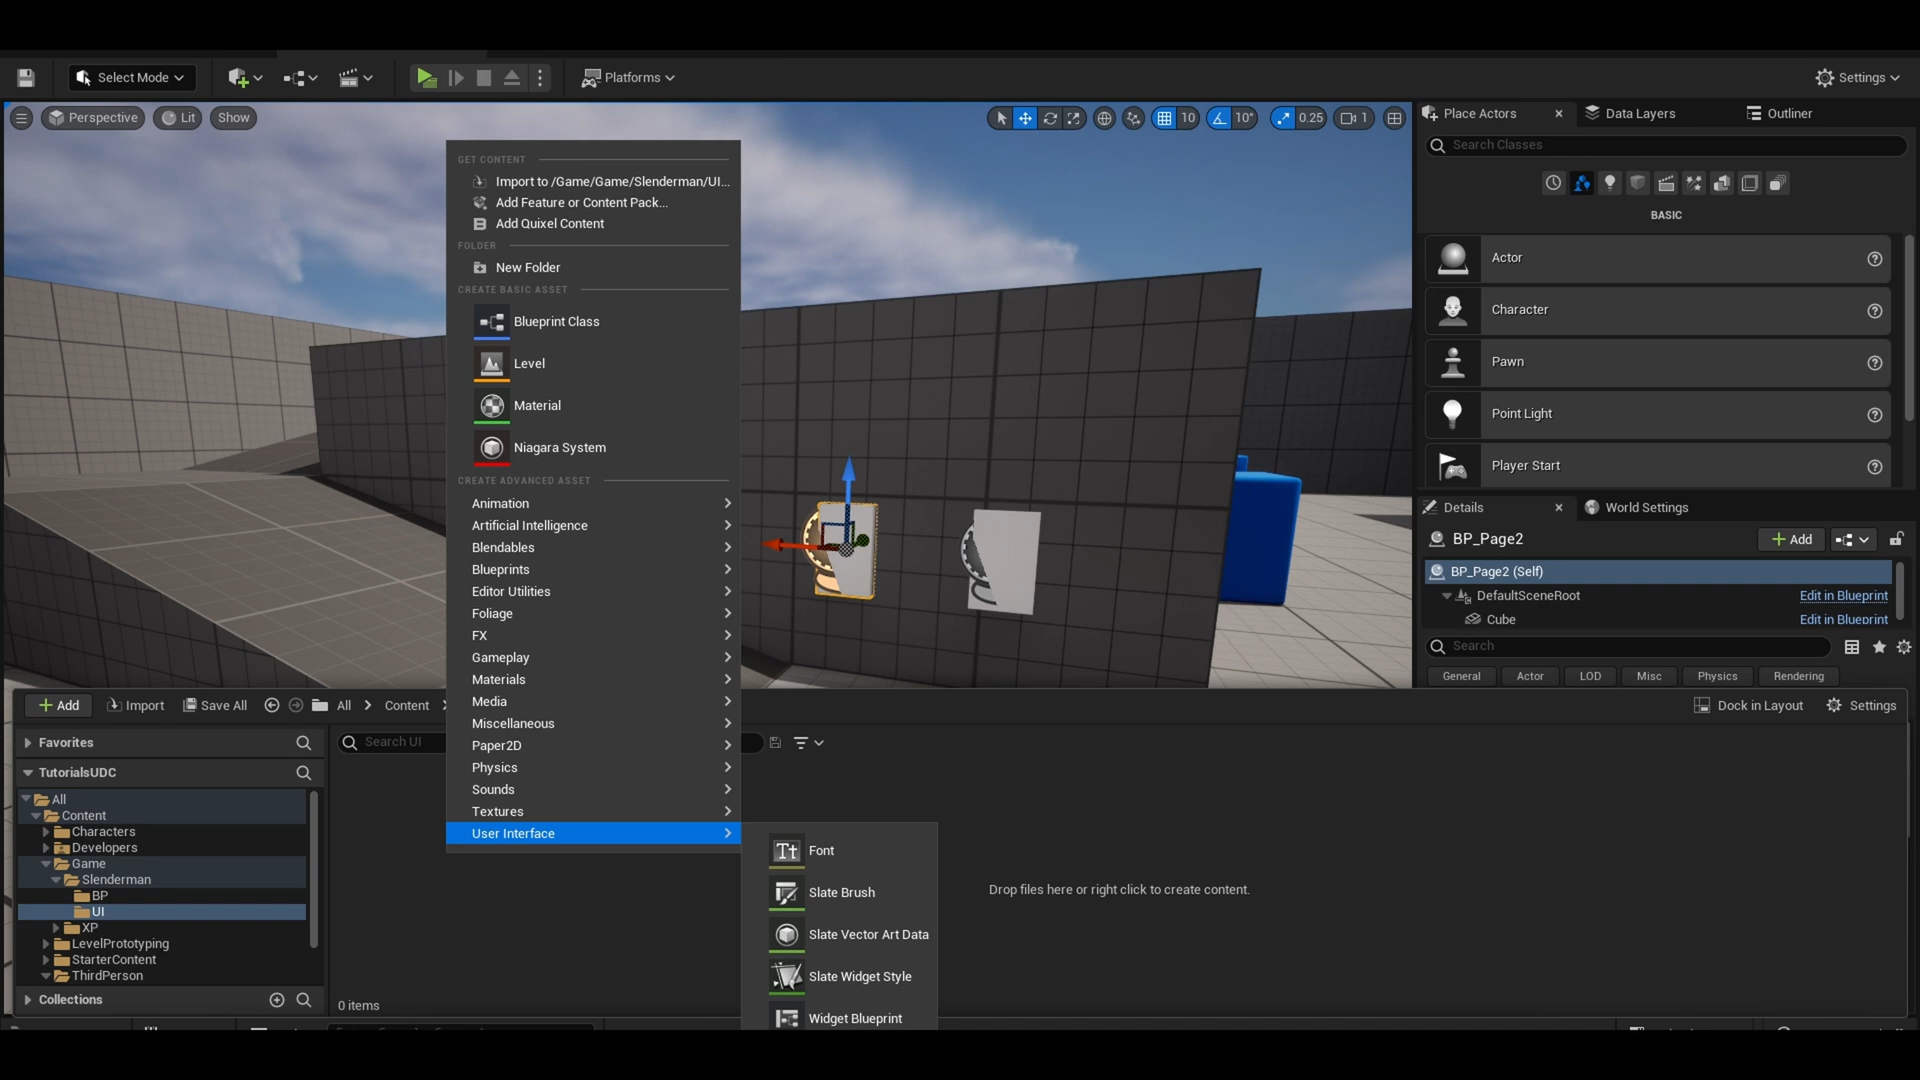 Select Mode
Platforms
Settings
Perspective
Lit
Show
10
10°
0.25
1
Place Actors
Data Layers
Outliner
Search Classes
BASIC
Actor
Character
Pawn
Point Light
Player Start
GET CONTENT
Import to /Game/Game/Slenderman/UI...
Add Feature or Content Pack...
Add Quixel Content
FOLDER
New Folder
CREATE BASIC ASSET
Blueprint Class
Level
Material
Niagara System
CREATE ADVANCED ASSET
Animation
Artificial Intelligence
Blendables
Blueprints
Editor Utilities
Foliage
FX
Gameplay
Materials
Media
Miscellaneous
Paper2D
Physics
Sounds
Textures
User Interface
Font
Slate Brush
Slate Vector Art Data
Slate Widget Style
Widget Blueprint
Details
World Settings
BP_Page2
Add
BP_Page2 (Self)
DefaultSceneRoot
Edit in Blueprint
Cube
Edit in Blueprint
Search
General
Actor
LOD
Misc
Physics
Rendering
Add
Import
Save All
All
Content
Dock in Layout
Settings
Favorites
Search UI
TutorialsUDC
All
Content
Characters
Developers
Game
Slenderman
BP
UI
XP
LevelPrototyping
StarterContent
ThirdPerson
Collections
Drop files here or right click to create content.
0 items